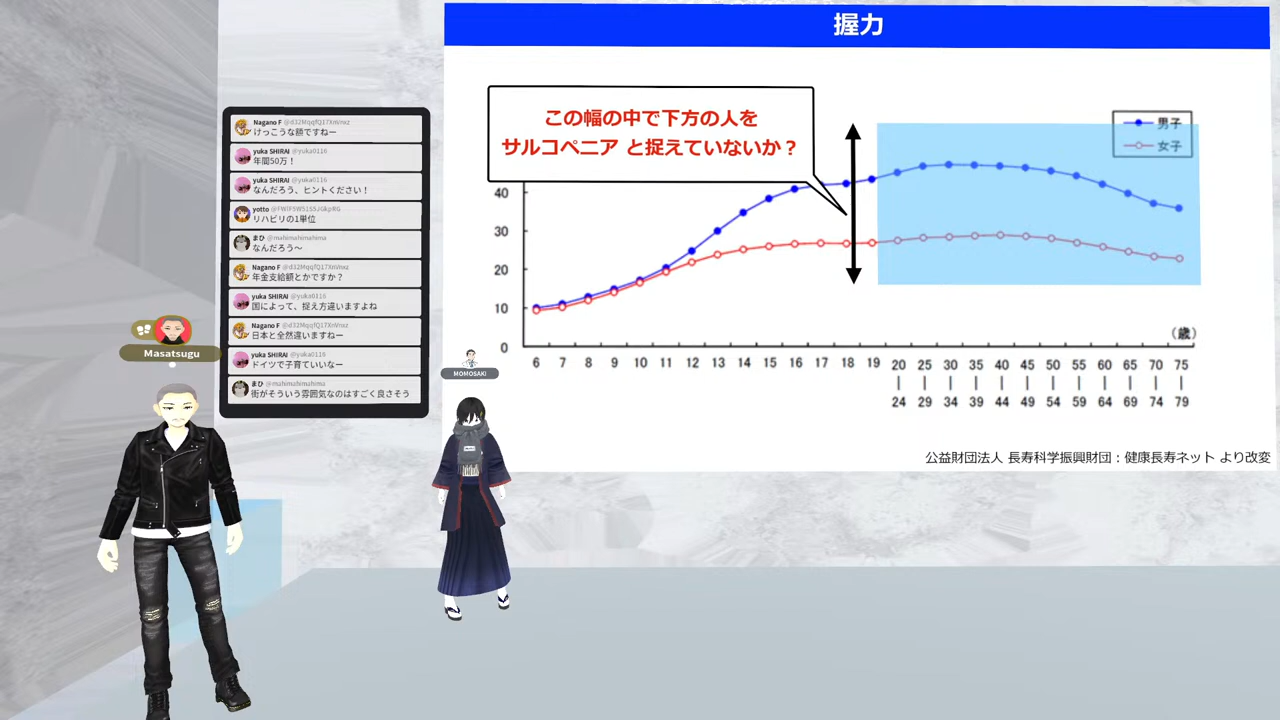 握力
この幅の中で下方の人を
サルコペニア と捉えていないか？
男子
女子
40
30
20
10
0
（歳）
6 7 8 9 10 11 12 13 14 15 16 17 18 19 20 25 30 35 40 45 50 55 60 65 70 75
24 29 34 39 44 49 54 59 64 69 74 79
公益財団法人 長寿科学振興財団：健康長寿ネット より改変
Nagano F
けっこうな額ですねー
yuka SHIRAI @yuka0116
年間50万！
yuka SHIRAI @yuka0116
なんだろう、ヒントください！
yotto
リハビリの1単位
まひ @mahimahimahima
なんだろう〜
Nagano F
年金支給額とかですか？
yuka SHIRAI @yuka0116
国によって、捉え方違いますよね
Nagano F
日本と全然違いますねー
yuka SHIRAI @yuka0116
ドイツで子育ていいなー
まひ @mahimahimahima
街がそういう雰囲気なのはすごく良さそう
Masatsugu
MOMOSAKI